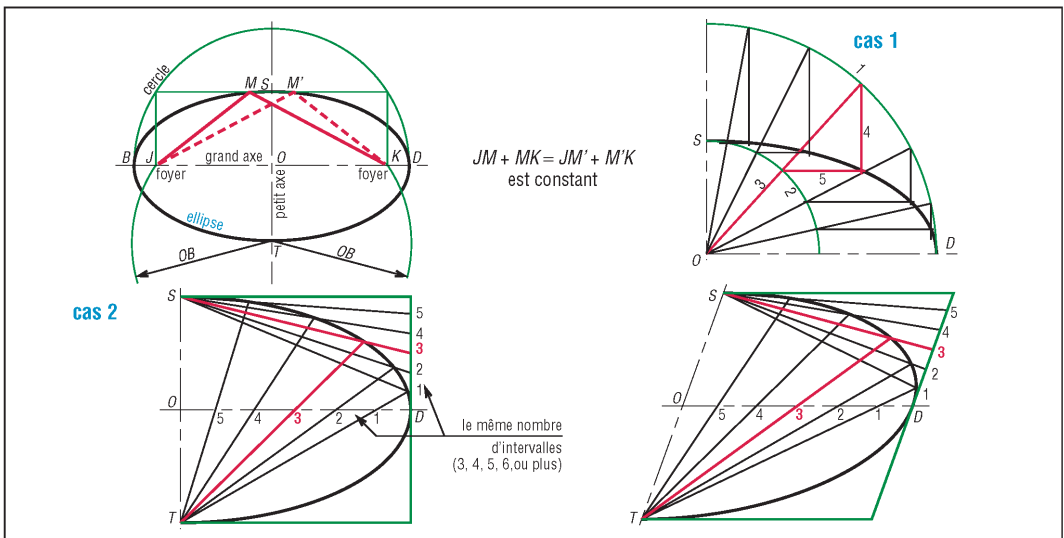 cercle
M S M'
B J grand axe O K D
foyer
foyer
petit axe
ellipse
OB
T
OB
JM + MK = JM' + M'K
est constant
cas 1
1
S
4
3
2
5
O
D
cas 2
S
5
4
3
2
1
O
5 4 3 2 1 D
le même nombre
d'intervalles
(3, 4, 5, 6,ou plus)
T
S
5
4
3
2
1
O
5 4 3 2 1 D
T